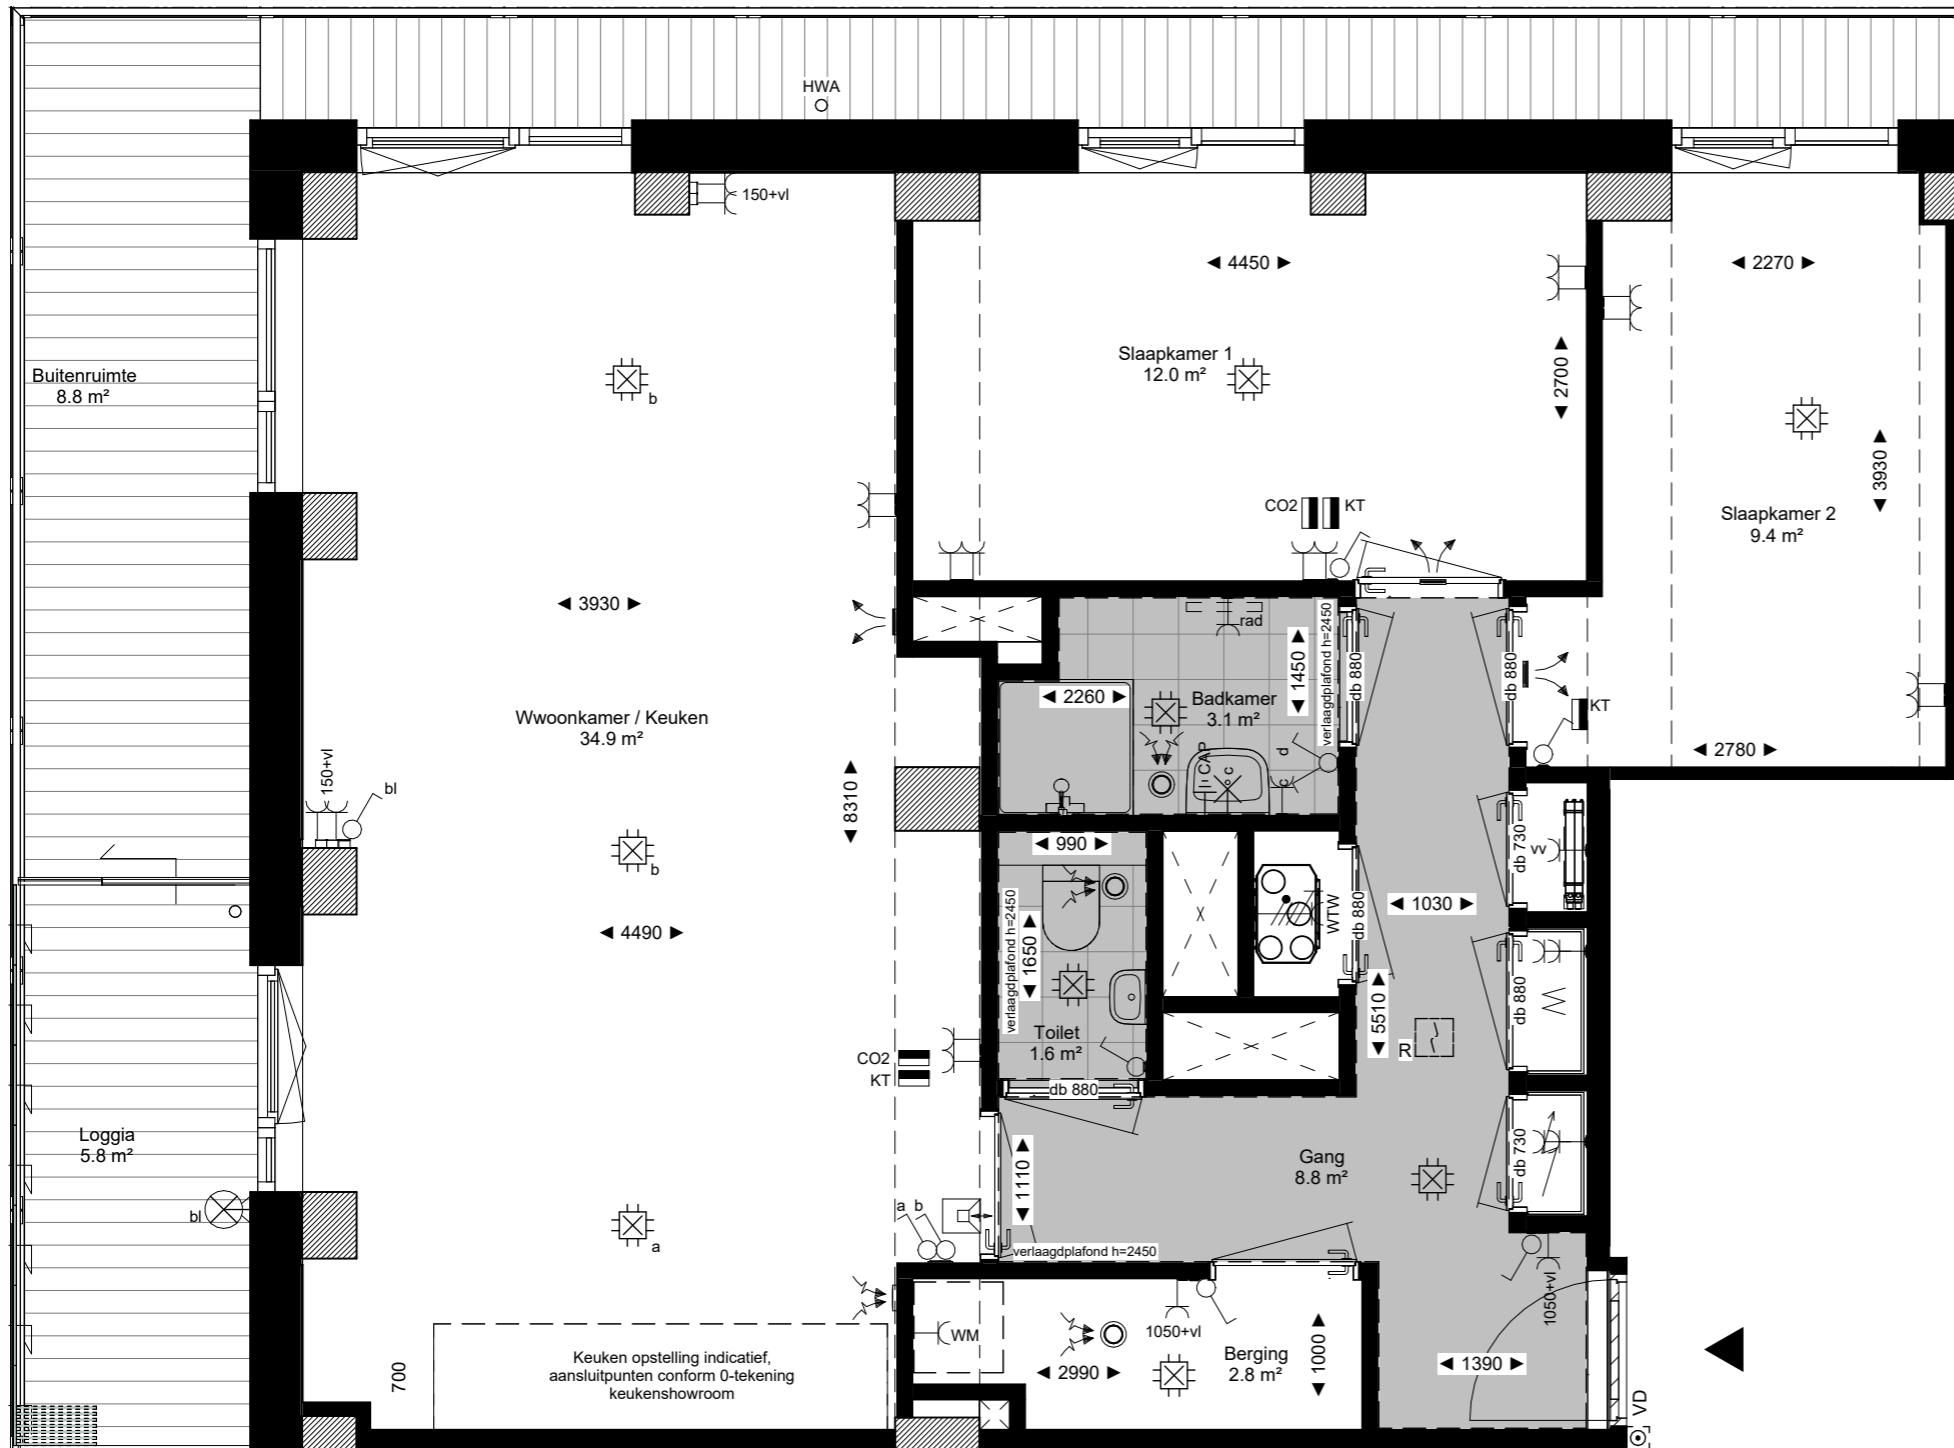 HWA
150+vl
4450
2270
Slaapkamer 1
12.0 m²
2700
Buitenruimte
8.8 m²
b
3930
Slaapkamer 2
9.4 m²
CO2
KT
3930
rad
verlaagdplafond h=2450
1450
db 880
db 880
2260
Badkamer
3.1 m²
KT
Wwoonkamer / Keuken
34.9 m²
2780
CAP
c
d
c
150+vl
bl
8310
990
db 730
vv
b
verlaagdplafond h=2450
1650
WTW
db 880
1030
4490
db 880
W
5510
R
Toilet
1.6 m²
CO2
KT
db 880
Loggia
5.8 m²
1110
Gang
8.8 m²
db 730
bl
a b
a
verlaagdplafond h=2450
1050+vl
WM
1050+vl
Berging
2.8 m²
1000
2990
1390
700
Keuken opstelling indicatief,
aansluitpunten conform 0-tekening
keukenshowroom
VD